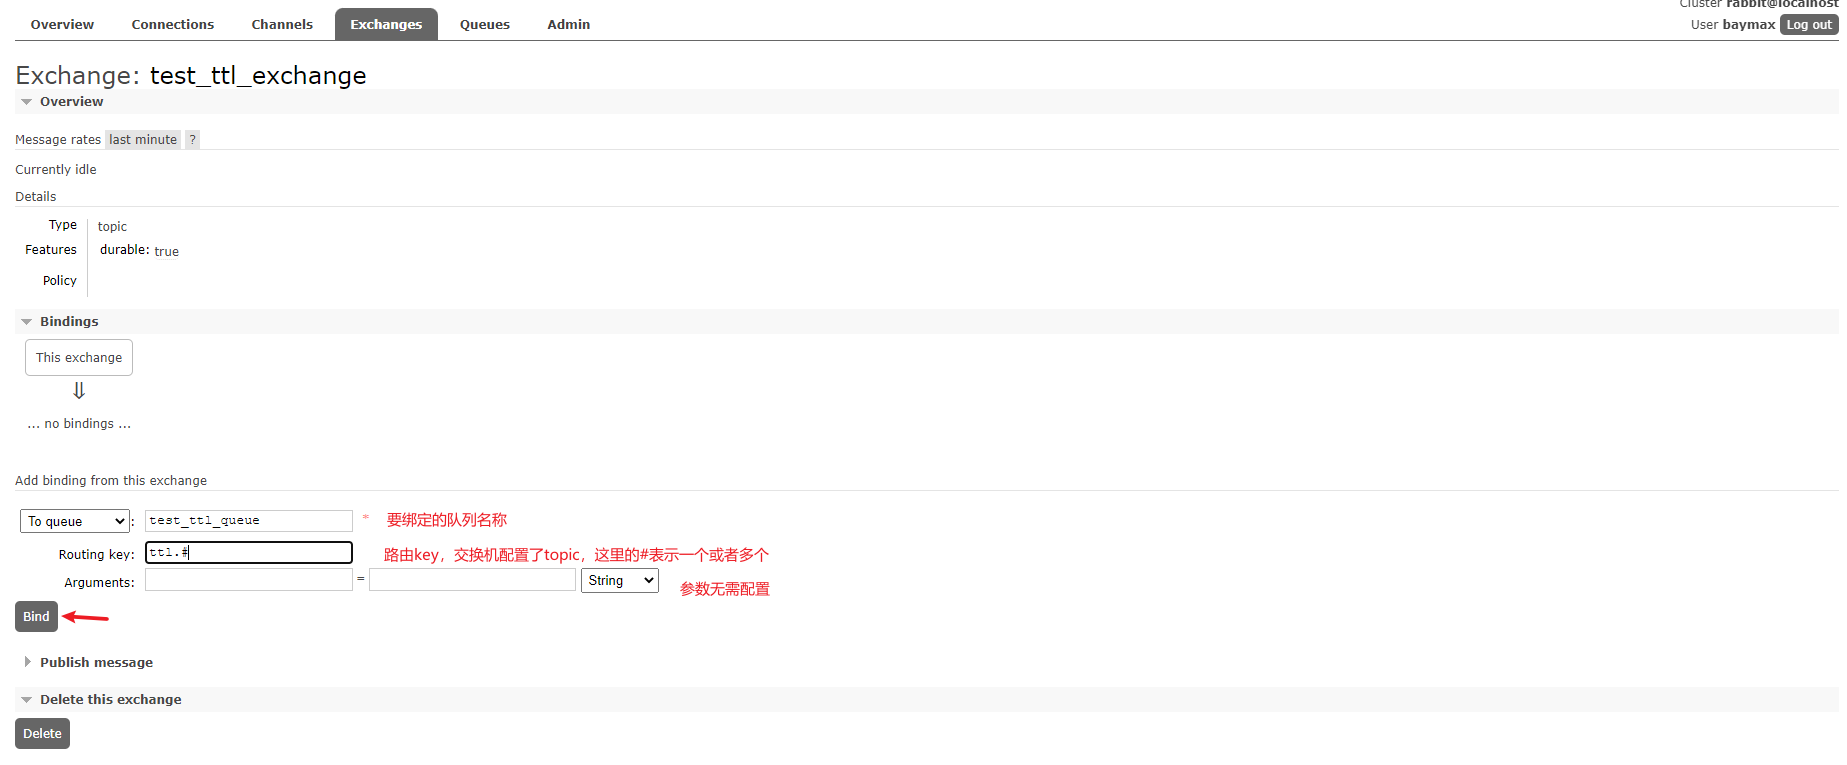 Cluster rabbit@localhost
Overview Connections Channels Exchanges Queues Admin
User baymax Log out
Exchange: test_ttl_exchange
Overview
Message rates last minute ?
Currently idle
Details
Type topic
Features durable: true
Policy
Bindings
This exchange
⇓
... no bindings ...
Add binding from this exchange
To queue : test_ttl_queue * 要绑定的队列名称
Routing key: ttl.# 路由key，交换机配置了topic，这里的#表示一个或者多个
Arguments: = String 参数无需配置
Bind
Publish message
Delete this exchange
Delete